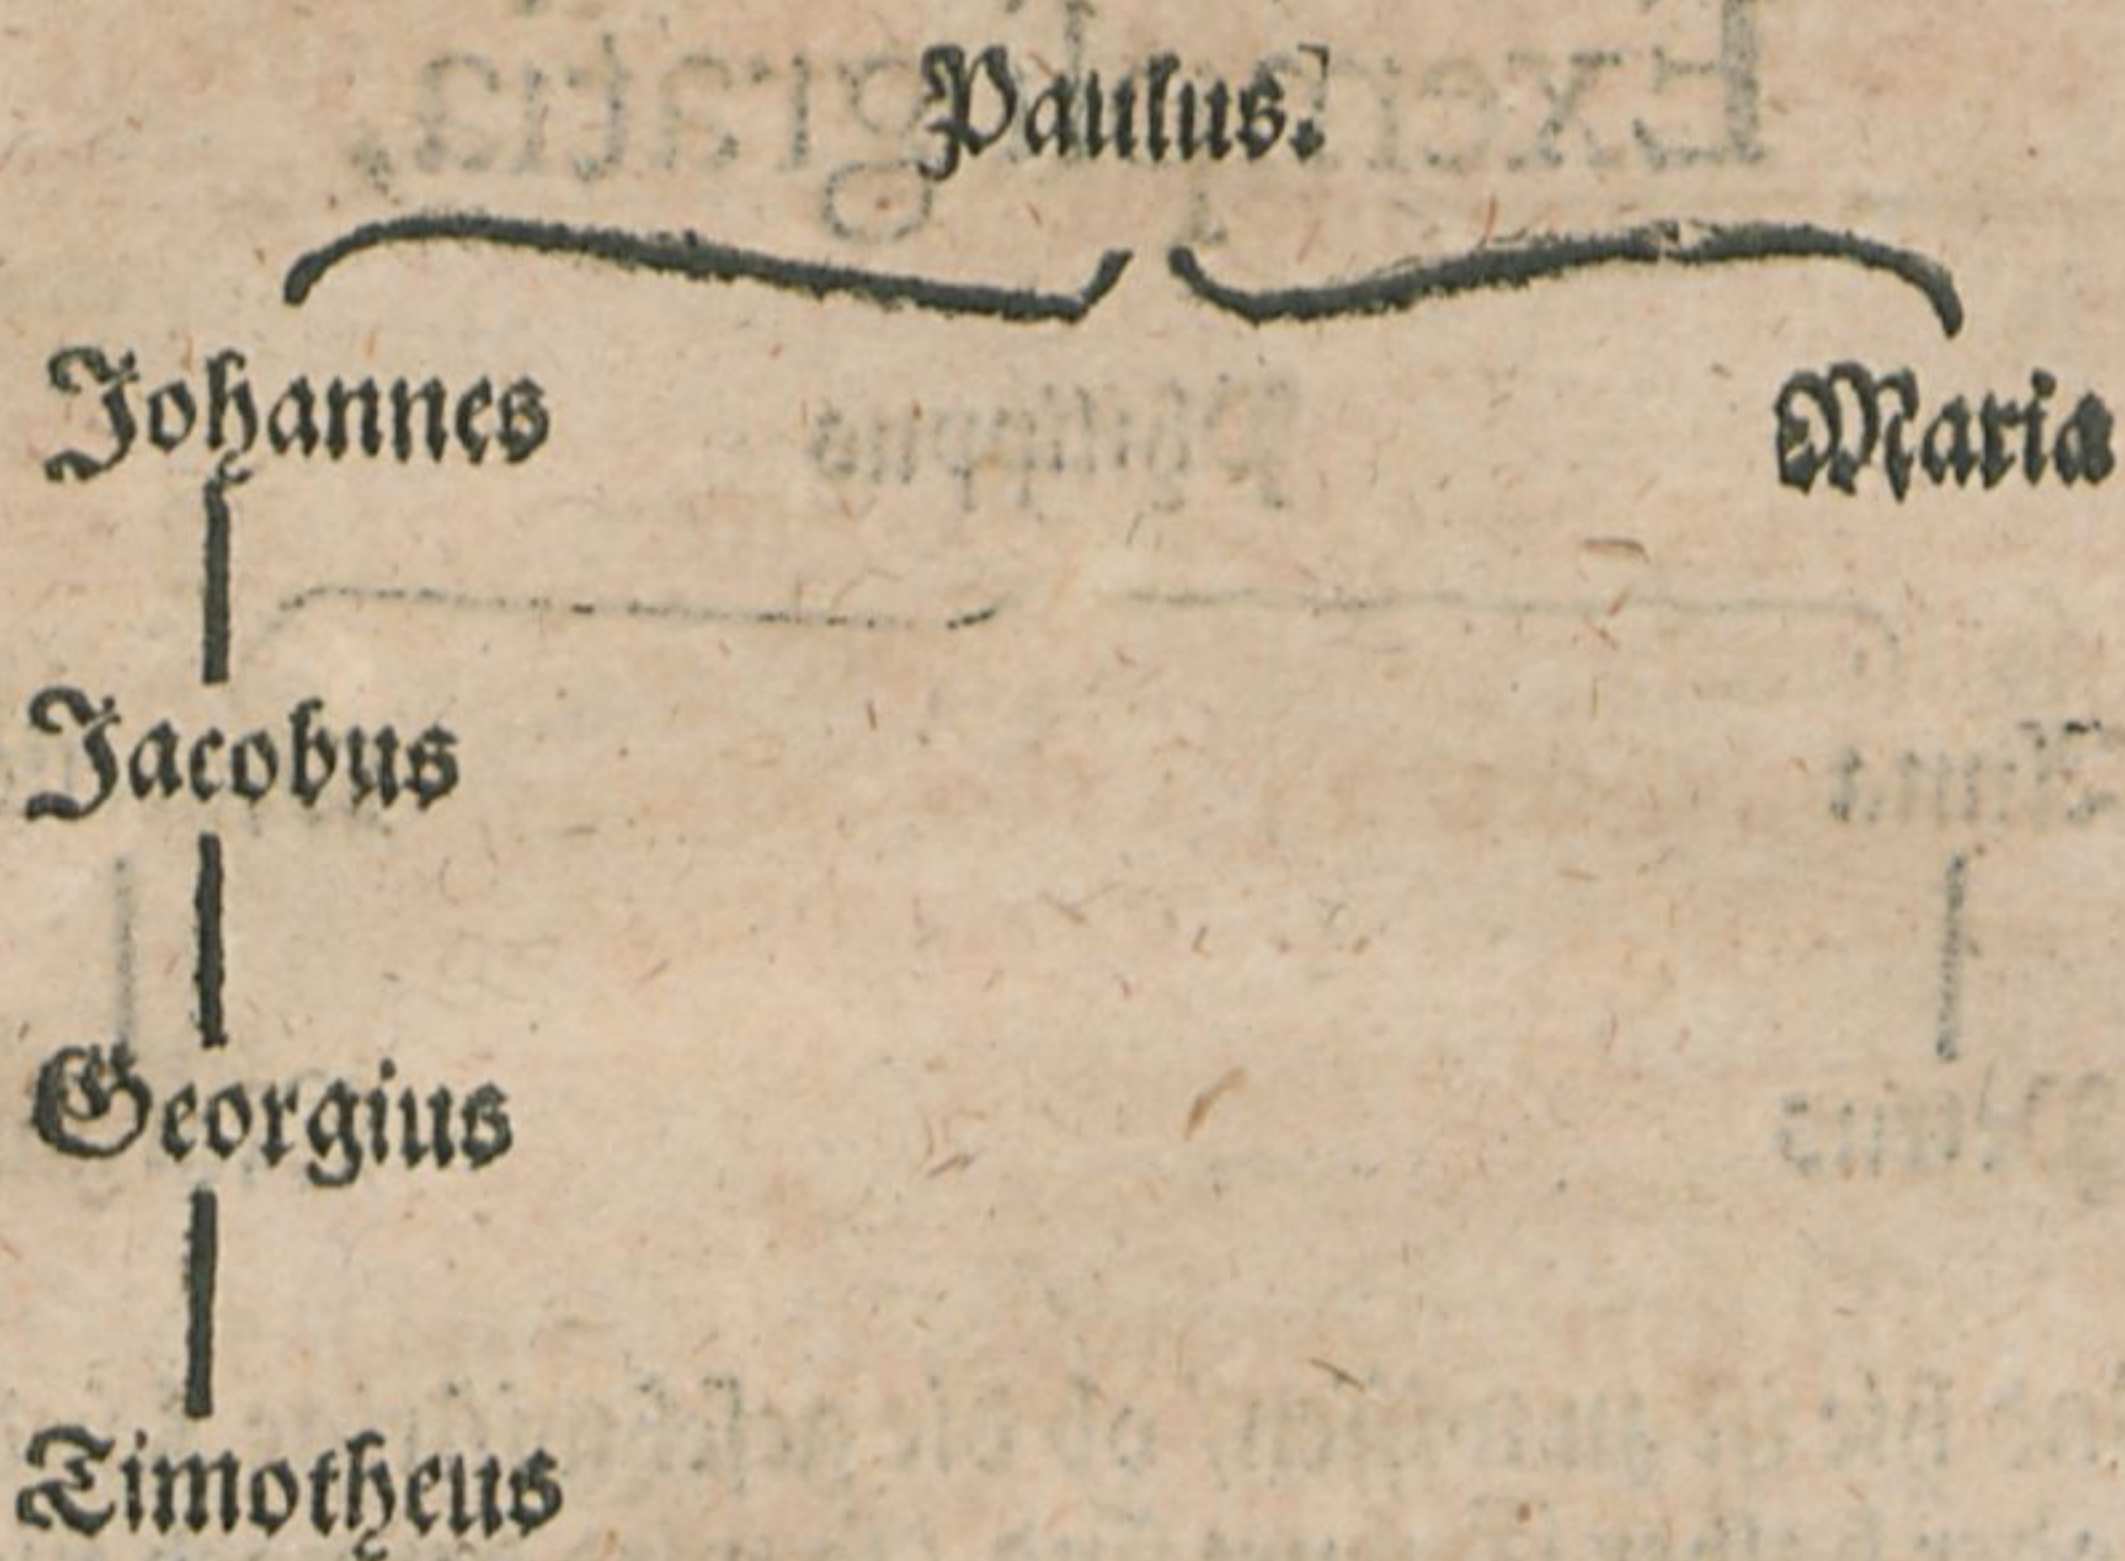 Paulus.
Johannes Maria
Jacobus
Georgius
Timotheus